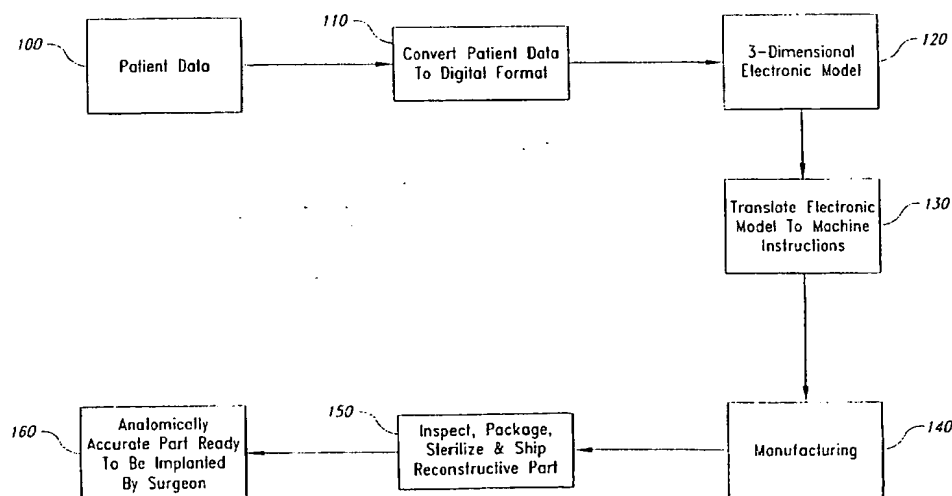 100
Patient Data
110
Convert Patient Data
To Digital Format
120
3-Dimensional
Electronic Model
130
Translate Electronic
Model To Machine
Instructions
140
Manufacturing
150
Inspect, Package,
Sterilize & Ship
Reconstructive Part
160
Anatomically
Accurate Part Ready
To Be Implanted
By Surgeon